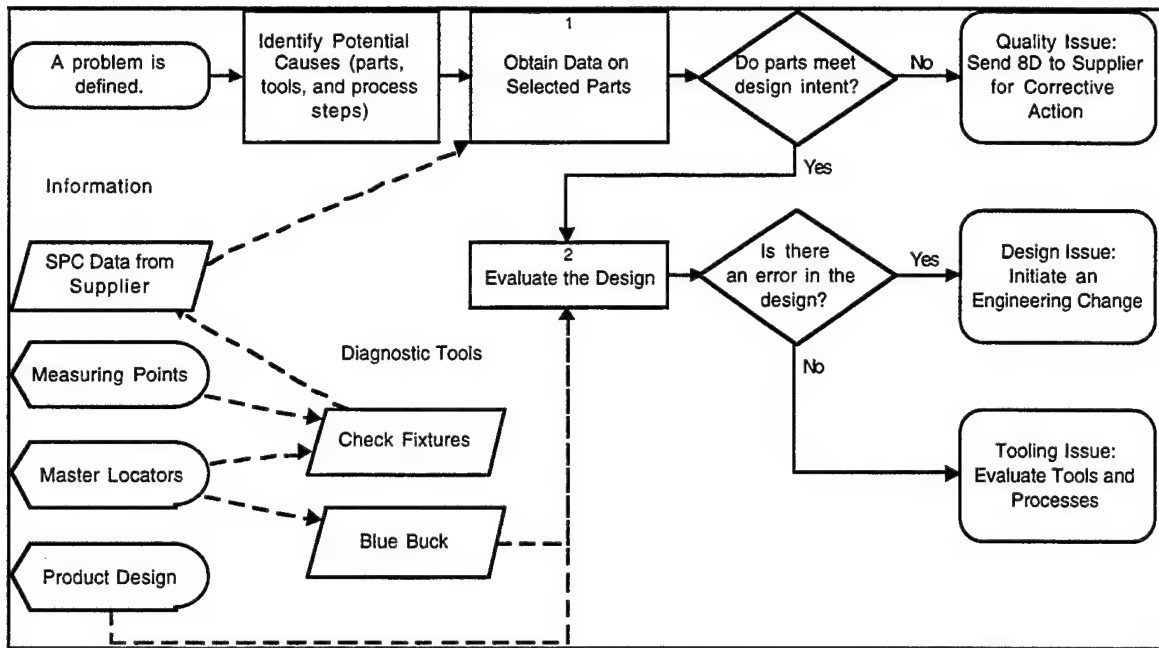 A problem is
defined.
Identify Potential
Causes (parts,
tools, and process
steps)
1
Obtain Data on
Selected Parts
Do parts meet
design intent?
No
Quality Issue:
Send 8D to Supplier
for Corrective
Action
Yes
Information
SPC Data from
Supplier
2
Evaluate the Design
Is there
an error in the
design?
Yes
Design Issue:
Initiate an
Engineering Change
No
Diagnostic Tools
Measuring Points
Check Fixtures
Master Locators
Tooling Issue:
Evaluate Tools and
Processes
Blue Buck
Product Design